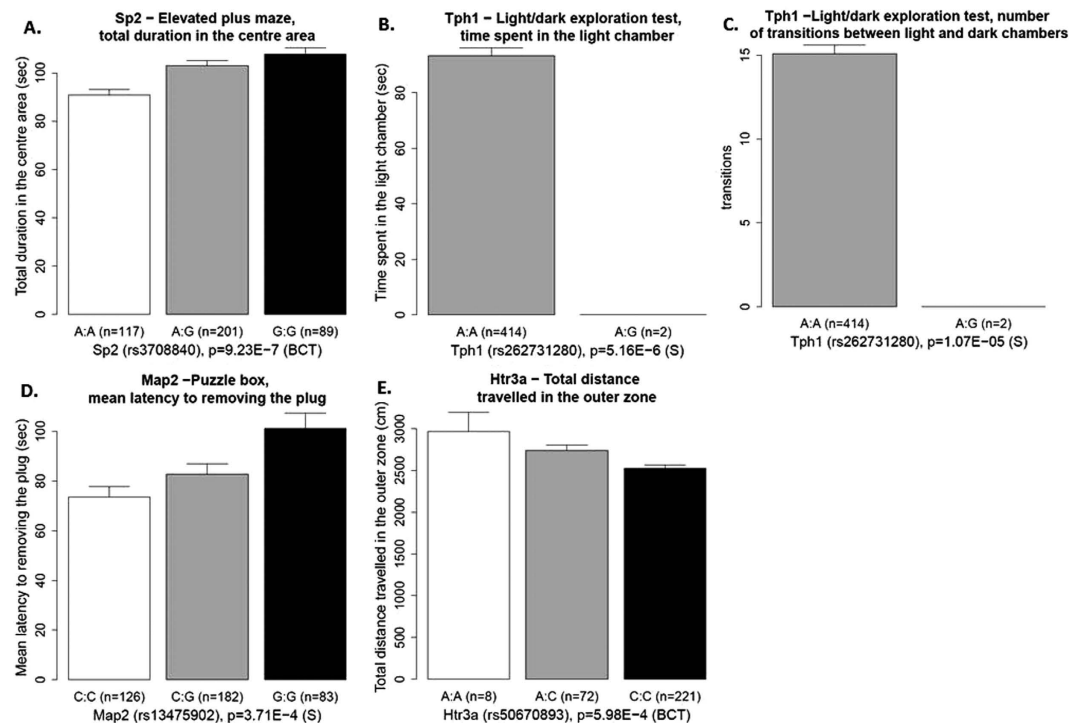 A.
Sp2 – Elevated plus maze,
total duration in the centre area
Total duration in the centre area (sec)
0
20
40
60
80
100
A:A (n=117)
A:G (n=201)
G:G (n=89)
Sp2 (rs3708840), p=9.23E−7 (BCT)
B.
Tph1 – Light/dark exploration test,
time spent in the light chamber
Time spent in the light chamber (sec)
0
20
40
60
80
A:A (n=414)
A:G (n=2)
Tph1 (rs262731280), p=5.16E−6 (S)
C.
Tph1 –Light/dark exploration test, number
of transitions between light and dark chambers
transitions
0
5
10
15
A:A (n=414)
A:G (n=2)
Tph1 (rs262731280), p=1.07E−05 (S)
D.
Map2 –Puzzle box,
mean latency to removing the plug
Mean latency to removing the plug (sec)
0
20
40
60
80
100
C:C (n=126)
C:G (n=182)
G:G (n=83)
Map2 (rs13475902), p=3.71E−4 (S)
E.
Htr3a – Total distance
travelled in the outer zone
Total distance travelled in the outer zone (cm)
0
500
1000
1500
2000
2500
3000
A:A (n=8)
A:C (n=72)
C:C (n=221)
Htr3a (rs50670893), p=5.98E−4 (BCT)